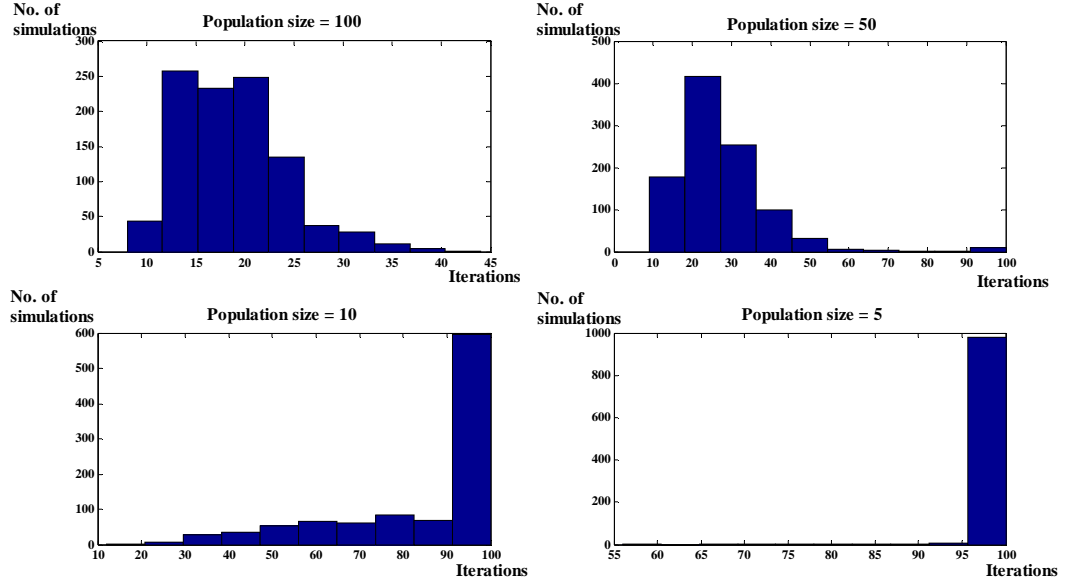 No. of
simulations
Population size = 100
300
250
200
150
100
50
0
5 10 15 20 25 30 35 40 45
Iterations
No. of
simulations
Population size = 50
500
400
300
200
100
0
0 10 20 30 40 50 60 70 80 90 100
Iterations
No. of
simulations
Population size = 10
600
500
400
300
200
100
0
10 20 30 40 50 60 70 80 90 100
Iterations
No. of
simulations
Population size = 5
1000
800
600
400
200
0
55 60 65 70 75 80 85 90 95 100
Iterations